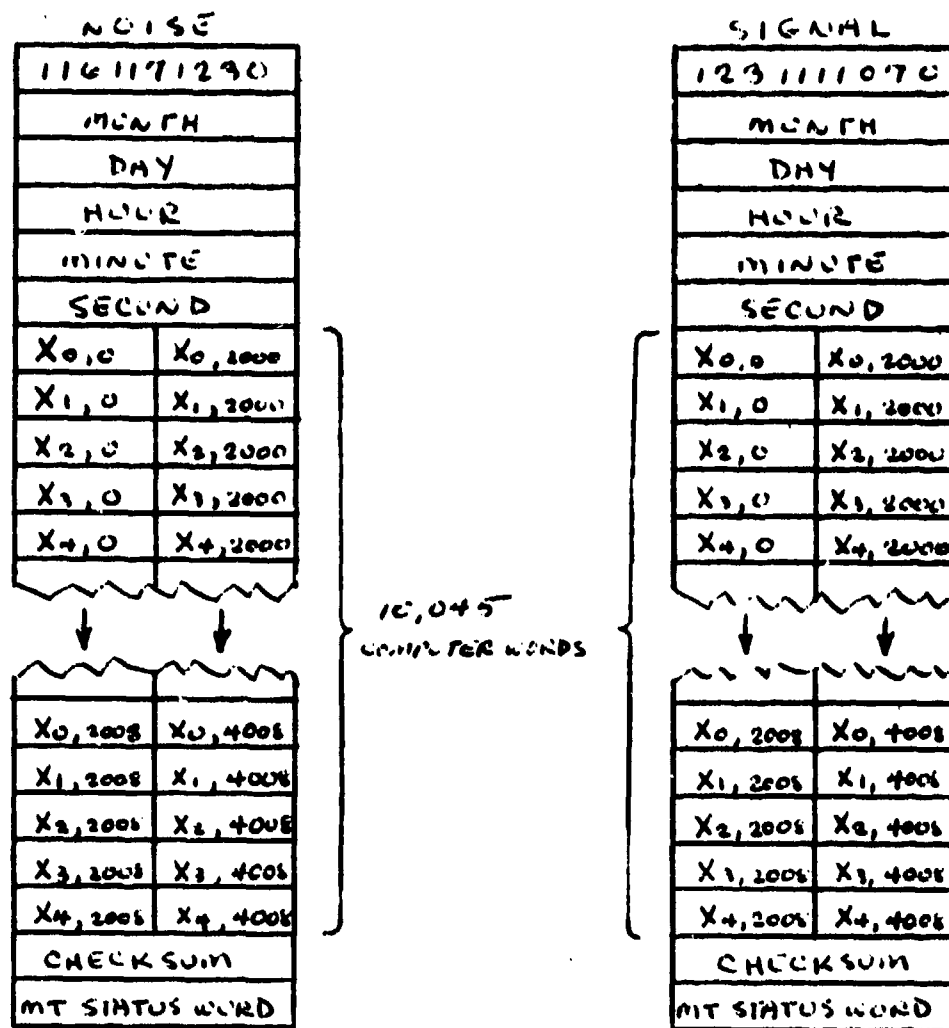 NOISE
1161171230
MONTH
DAY
HOUR
MINUTE
SECOND
X0,0 X0,2000
X1,0 X1,2000
X2,0 X2,2000
X3,0 X3,2000
X4,0 X4,2000
X0,2008 X0,4008
X1,2008 X1,4008
X2,2008 X2,4008
X3,2008 X3,4008
X4,2008 X4,4008
CHECKSUM
MT STATUS WORD
10,045
COMPUTER WORDS
SIGNAL
1231111070
MONTH
DAY
HOUR
MINUTE
SECOND
X0,0 X0,2000
X1,0 X1,2000
X2,0 X2,2000
X3,0 X3,2000
X4,0 X4,2000
X0,2008 X0,4008
X1,2008 X1,4008
X2,2008 X2,4008
X3,2008 X3,4008
X4,2008 X4,4008
CHECKSUM
MT STATUS WORD